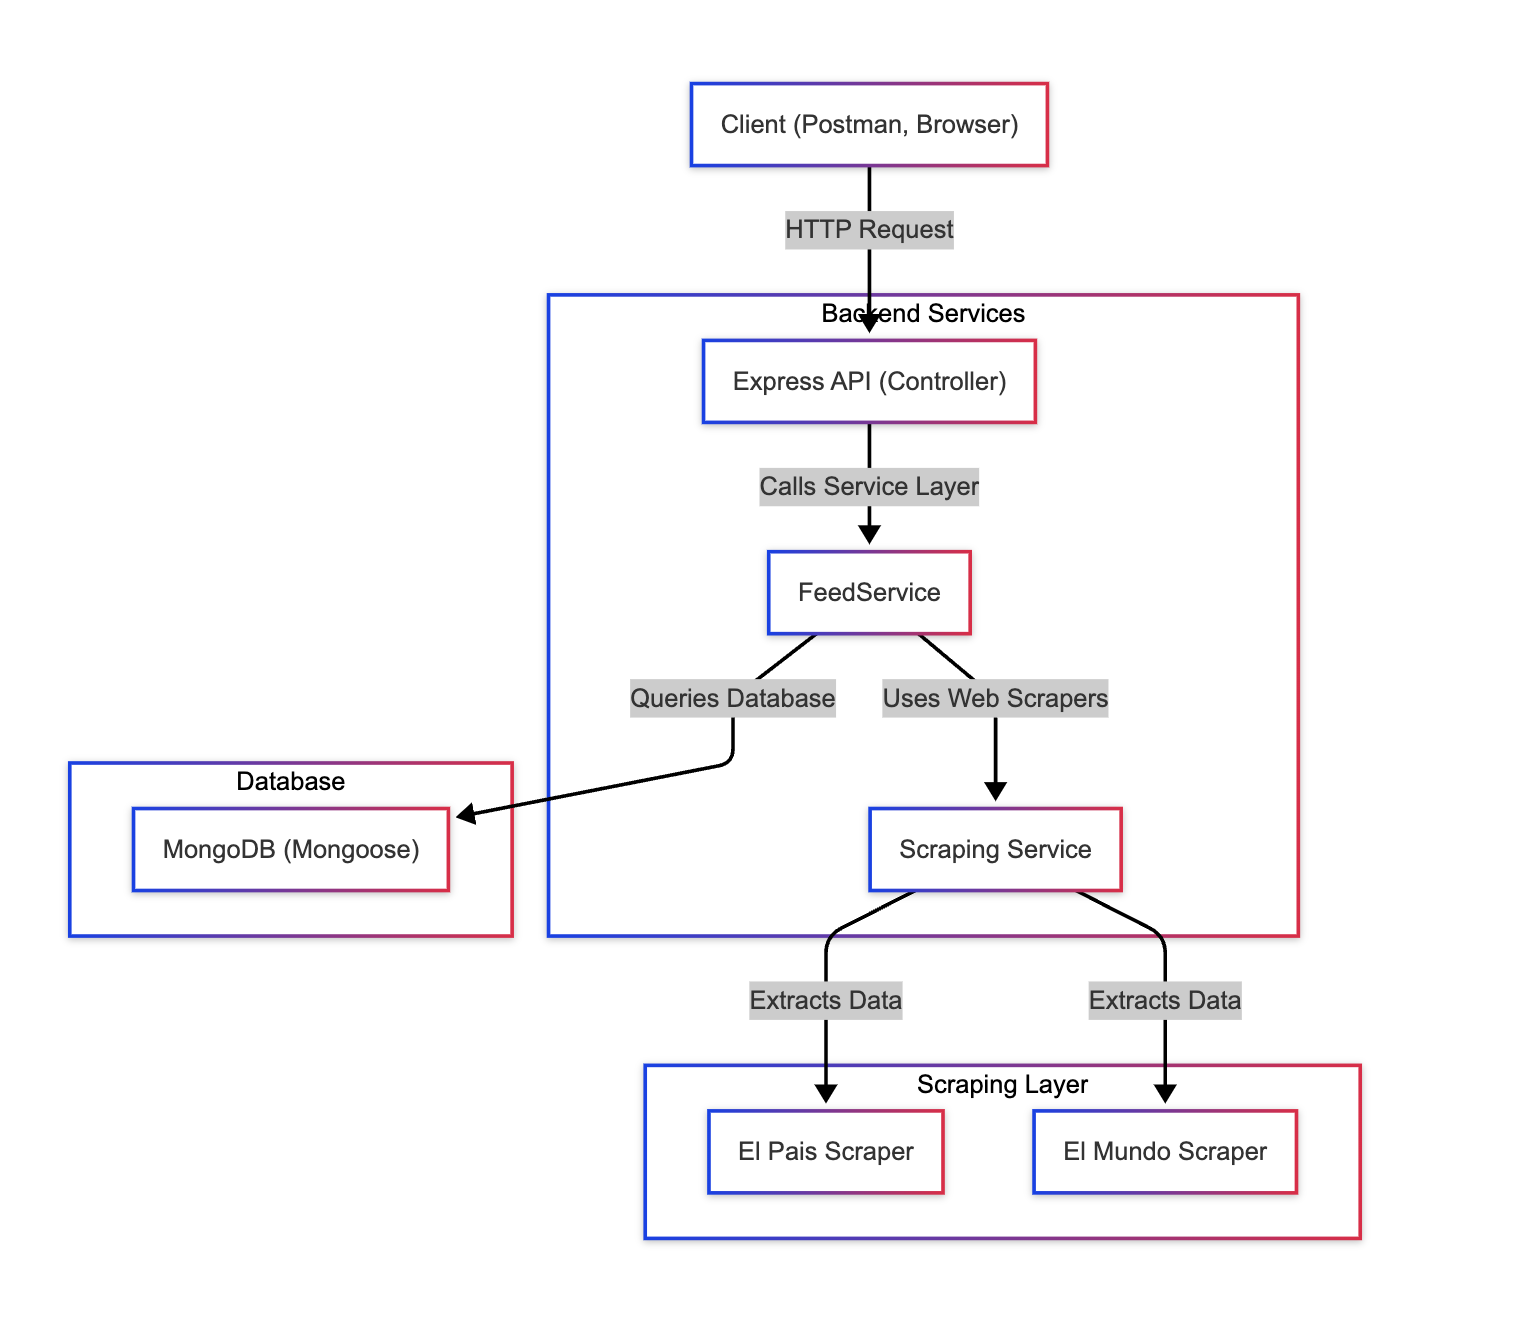 Client (Postman, Browser)
HTTP Request
Backend Services
Express API (Controller)
Calls Service Layer
FeedService
Queries Database
Uses Web Scrapers
Database
MongoDB (Mongoose)
Scraping Service
Extracts Data
Extracts Data
Scraping Layer
El Pais Scraper
El Mundo Scraper